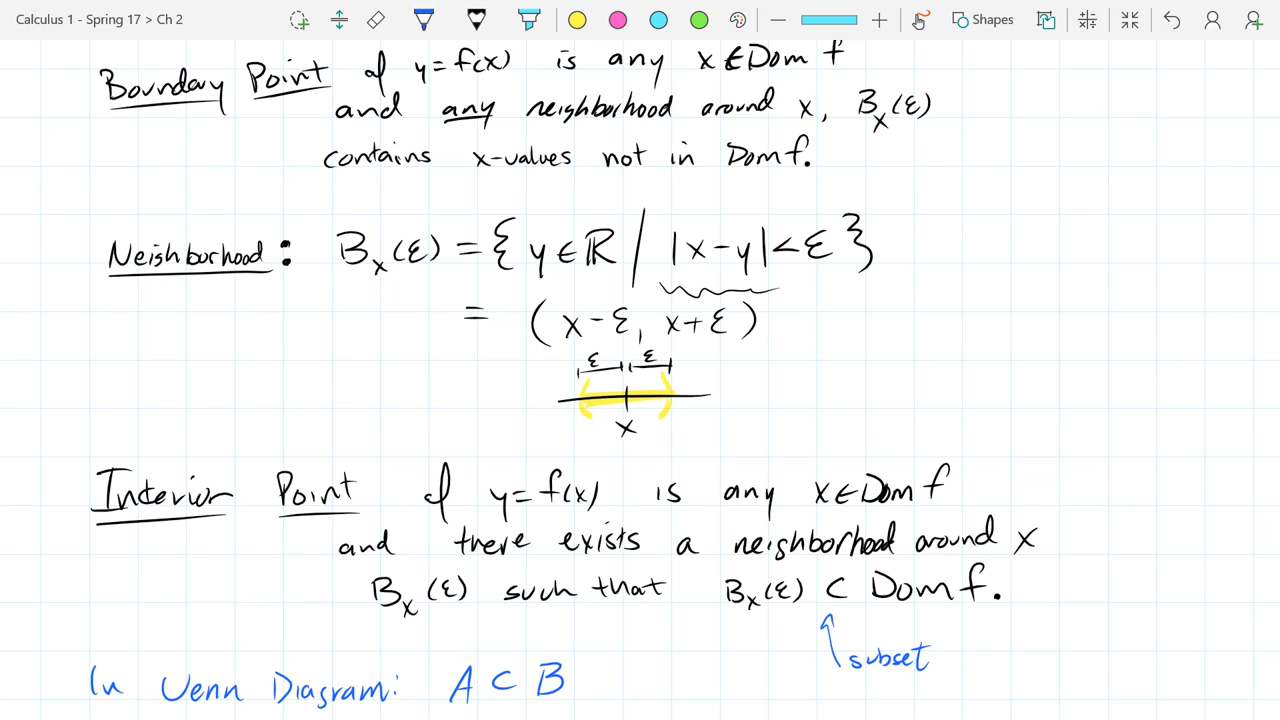 Calculus 1 - Spring 17 > Ch 2
Shapes
Boundary Point of y=f(x) is any x∈Dom f
and any neighborhood around x, Bₓ(ε)
contains x-values not in Dom f.
Neighborhood: Bₓ(ε) = { y∈ℝ / |x-y|<ε }
= (x-ε, x+ε)
ε ε
x
Interior Point of y=f(x) is any x∈Dom f
and there exists a neighborhood around x
Bₓ(ε) such that Bₓ(ε) ⊂ Dom f.
subset
In Venn Diagram: A ⊂ B